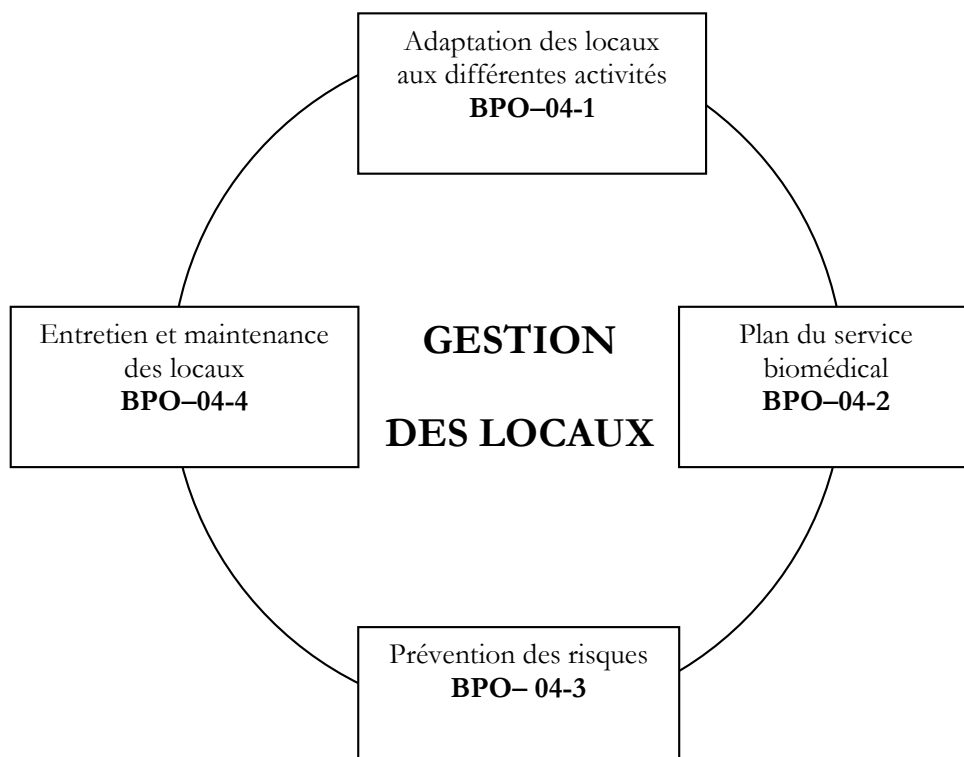 Adaptation des locaux
aux différentes activités
BPO–04-1
Entretien et maintenance
des locaux
BPO–04-4
GESTION
DES LOCAUX
Plan du service
biomédical
BPO–04-2
Prévention des risques
BPO– 04-3